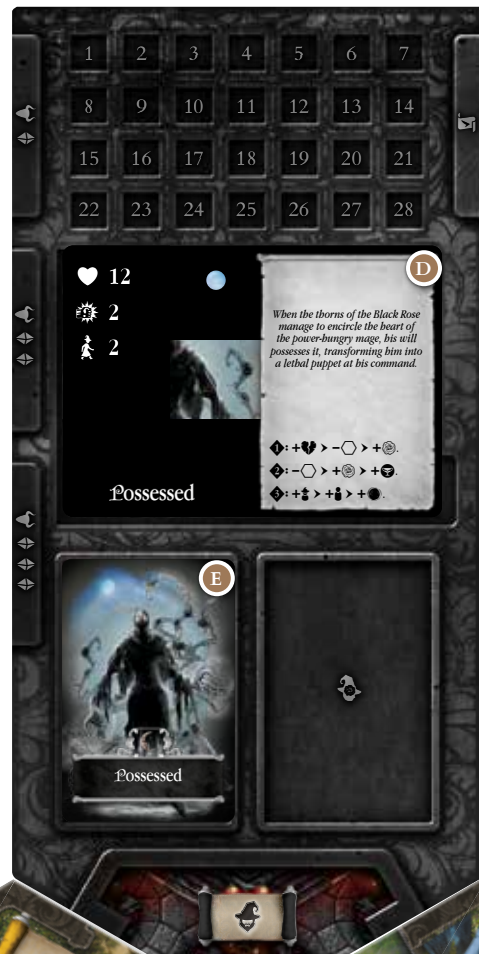 1 2 3 4 5 6 7
8 9 10 11 12 13 14
15 16 17 18 19 20 21
22 23 24 25 26 27 28
12
2
2
D
When the thorns of the Black Rose
manage to encircle the heart of
the power-hungry mage, his will
possesses it, transforming him into
a lethal puppet at his command.
1: + > - > + .
2: - > + > + .
3: + > + > + .
Possessed
E
Possessed